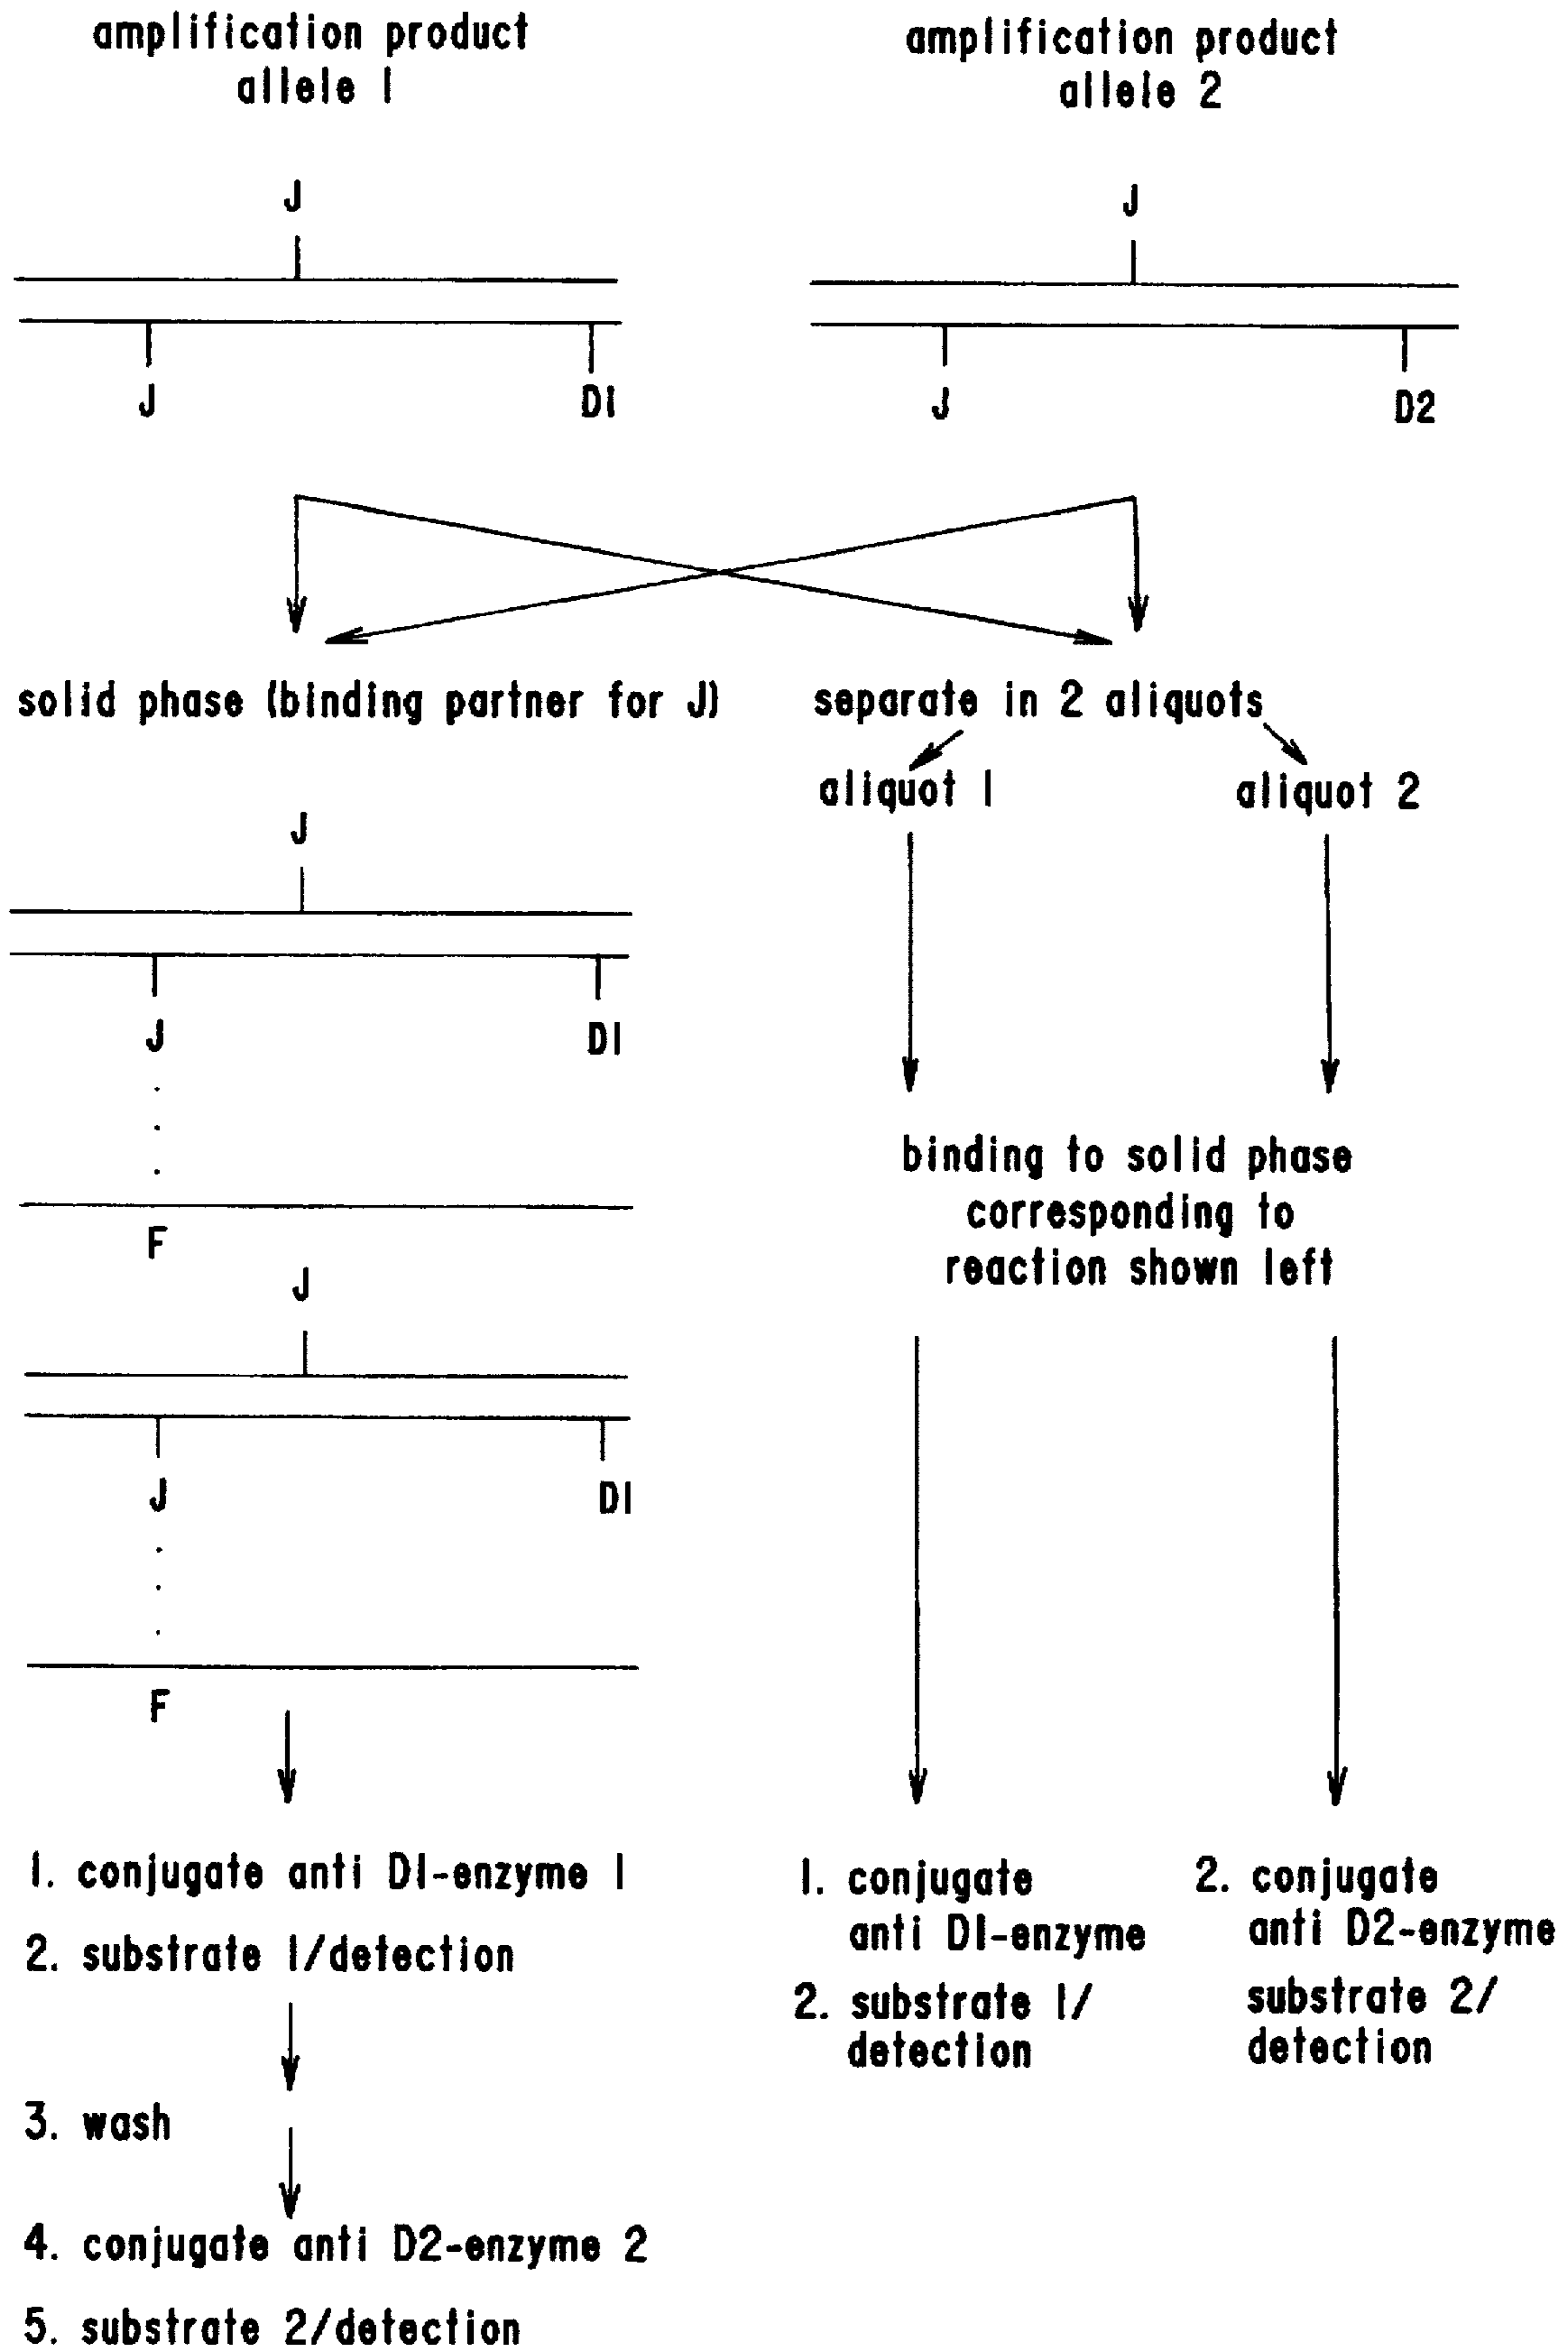 amplification product
allele 1
amplification product
allele 2
J
J
J
D1
J
D2
solid phase (binding partner for J)
separate in 2 aliquots
aliquot 1
aliquot 2
J
J
D1
F
binding to solid phase
corresponding to
reaction shown left
J
J
D1
F
1. conjugate anti D1-enzyme 1
2. substrate 1/detection
3. wash
4. conjugate anti D2-enzyme 2
5. substrate 2/detection
1. conjugate
anti D1-enzyme
2. substrate 1/
detection
2. conjugate
anti D2-enzyme
substrate 2/
detection